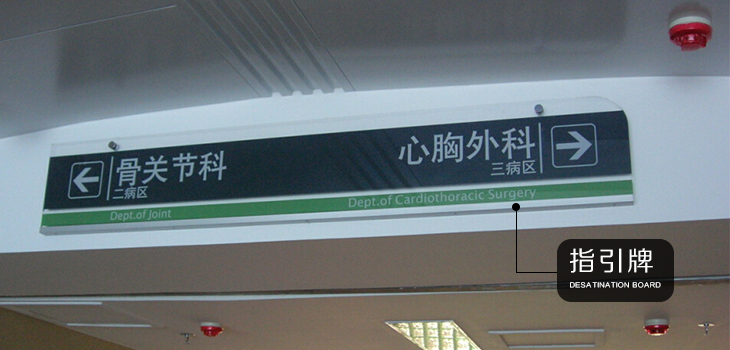 骨关节科
二病区
Dept.of Joint
心胸外科
三病区
Dept.of Cardiothoracic Surgery
指引牌
DESATINATION BOARD